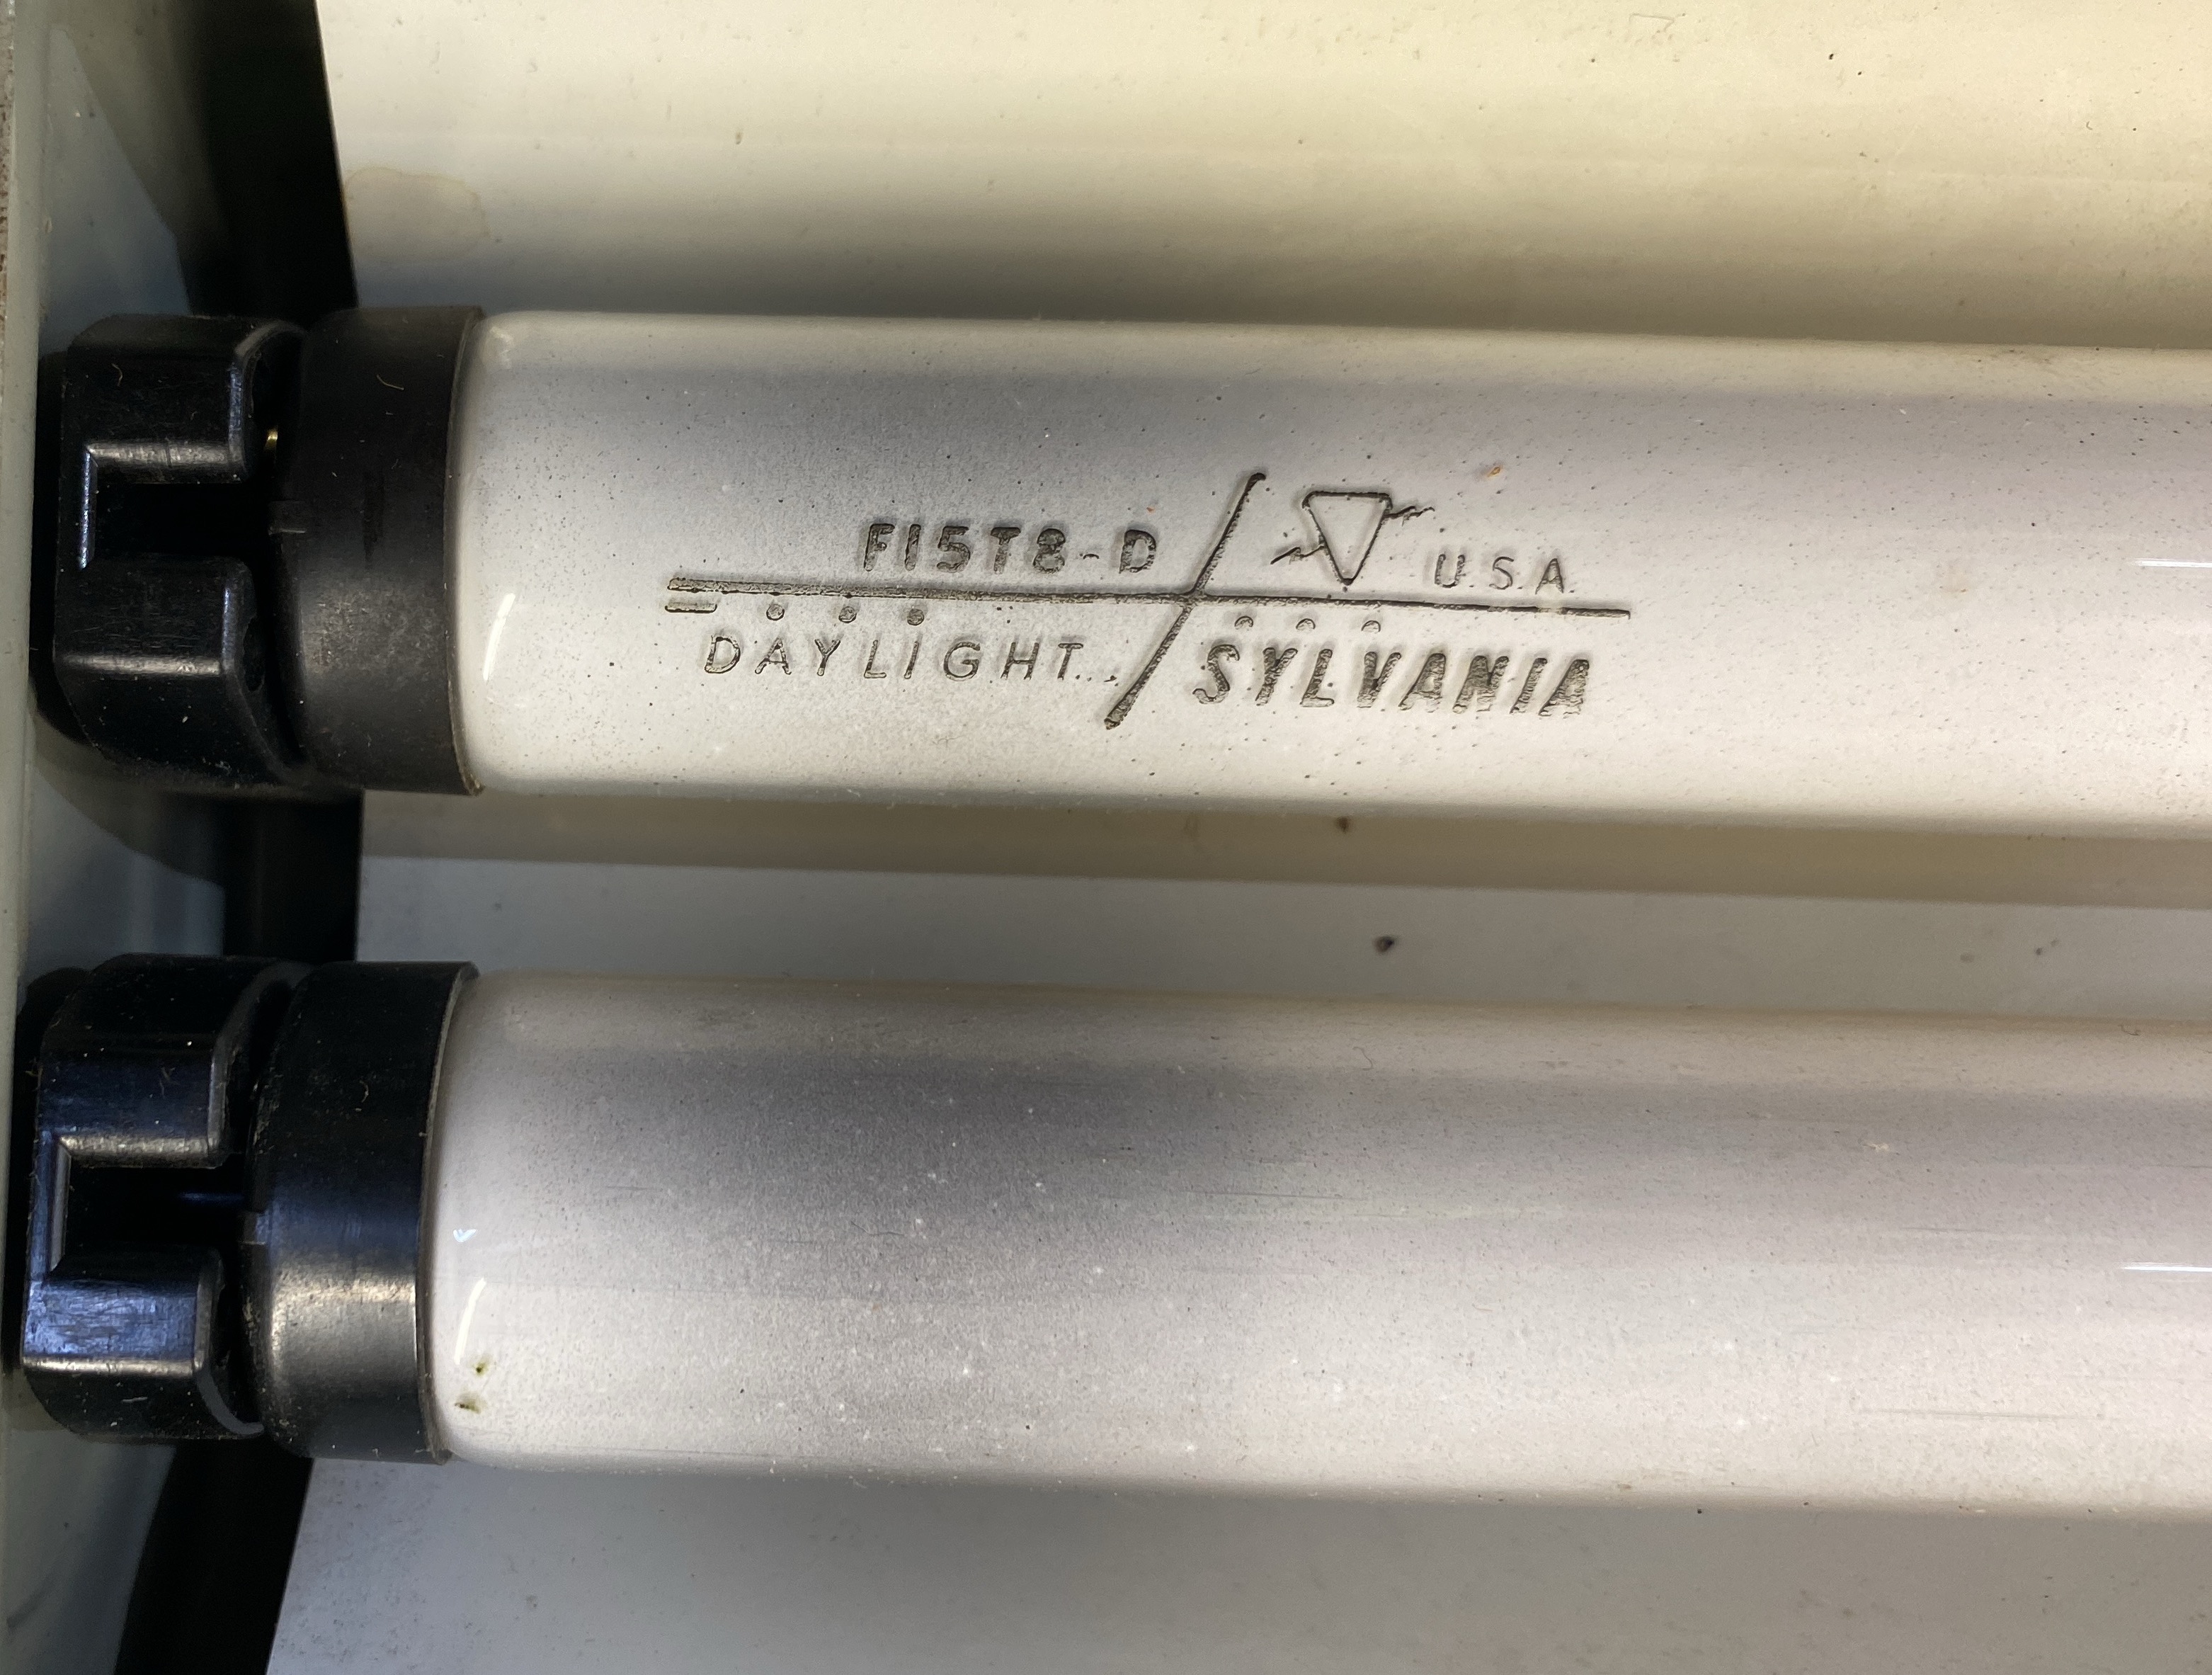 F15T8-D
U.S.A.
DAYLIGHT
SYLVANIA